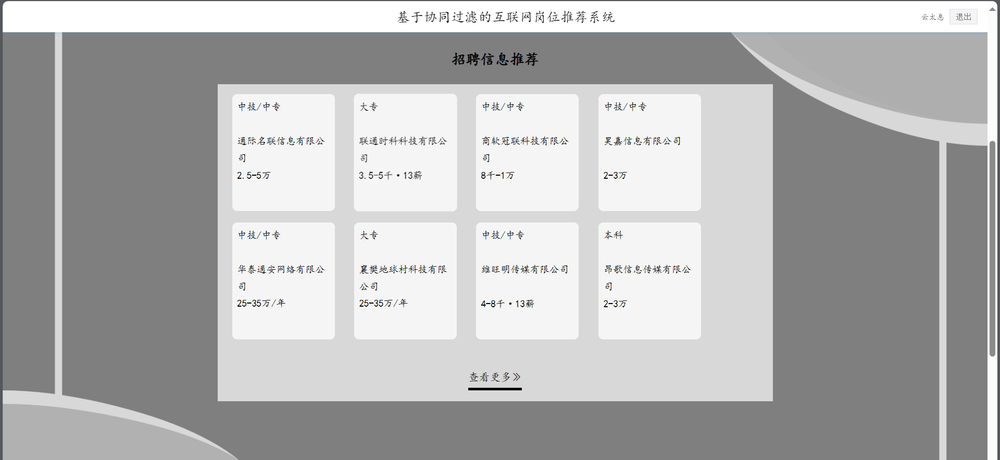 基于协同过滤的互联网岗位推荐系统
云太息
退出
招聘信息推荐
中技/中专
通际名联信息有限公
司
2.5-5万
大专
联通时科科技有限公
司
3.5-5千·13薪
中技/中专
商软冠联科技有限公
司
8千-1万
中技/中专
昊嘉信息有限公司
2-3万
中技/中专
华泰通安网络有限公
司
25-35万/年
大专
襄樊地球村科技有限
公司
25-35万/年
中技/中专
维旺明传媒有限公司
4-8千·13薪
本科
昂歌信息传媒有限公
司
2-3万
查看更多»